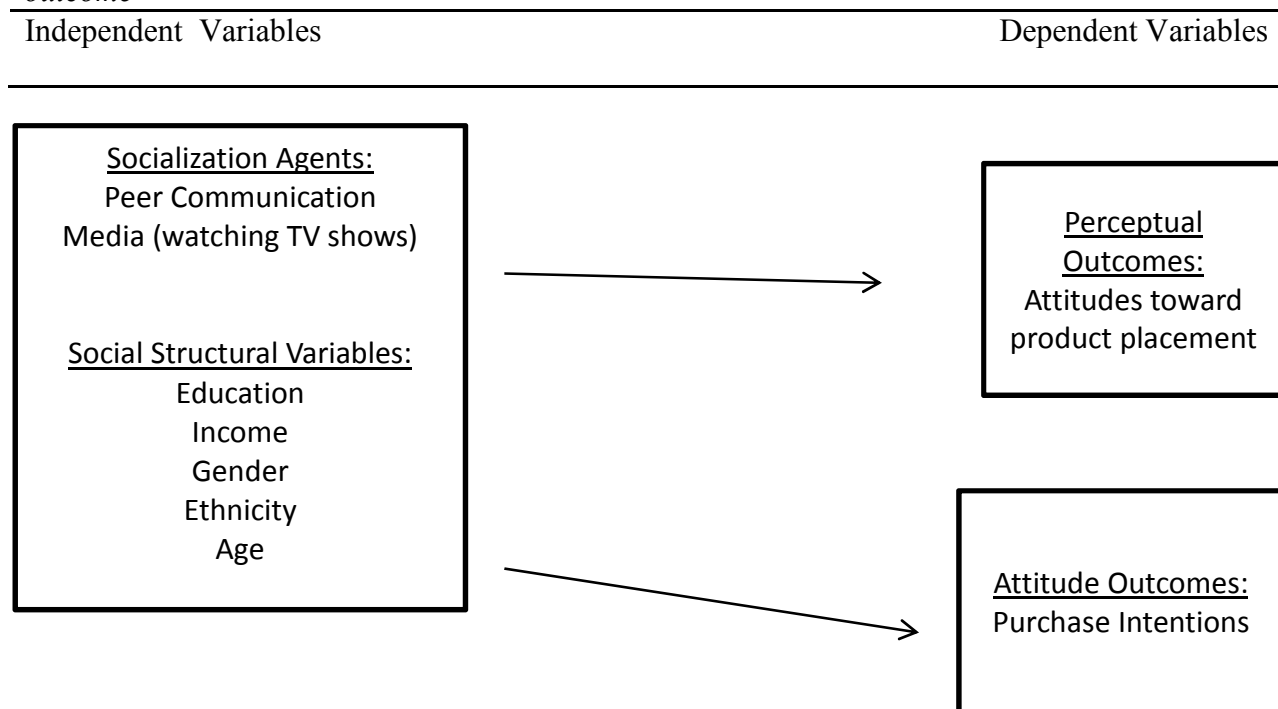 outcome
Independent Variables
Dependent Variables
Socialization Agents:
Peer Communication
Media (watching TV shows)
Social Structural Variables:
Education
Income
Gender
Ethnicity
Age
Perceptual
Outcomes:
Attitudes toward
product placement
Attitude Outcomes:
Purchase Intentions